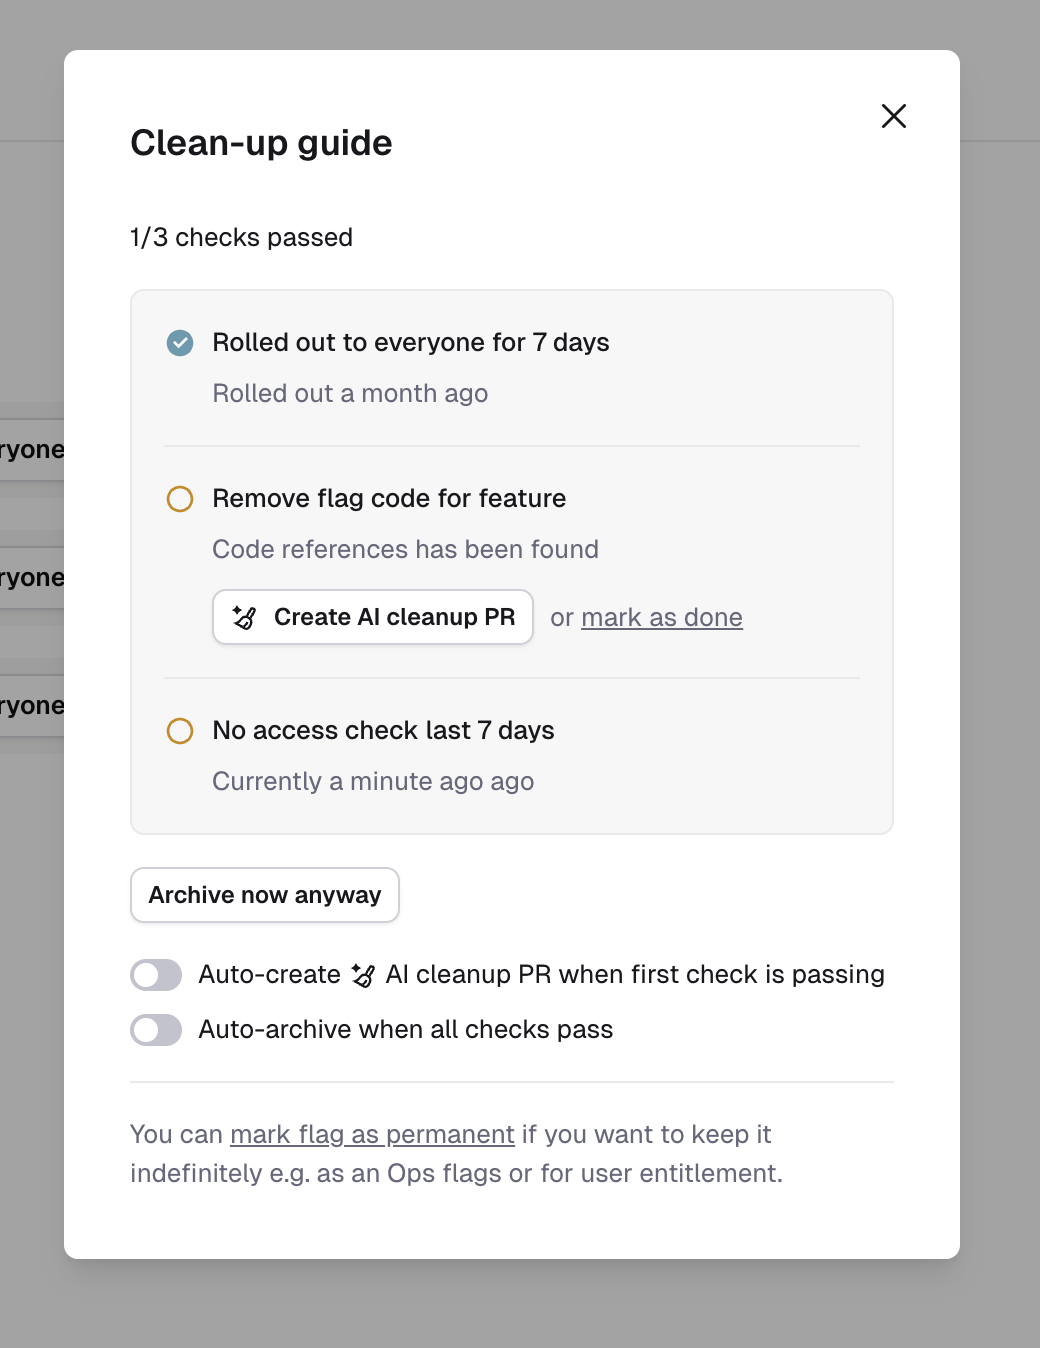 Clean-up guide
1/3 checks passed
Rolled out to everyone for 7 days
Rolled out a month ago
ryone
Remove flag code for feature
Code references has been found
ryone
Create AI cleanup PR or mark as done
ryone
No access check last 7 days
Currently a minute ago ago
Archive now anyway
Auto-create AI cleanup PR when first check is passing
Auto-archive when all checks pass
You can mark flag as permanent if you want to keep it
indefinitely e.g. as an Ops flags or for user entitlement.